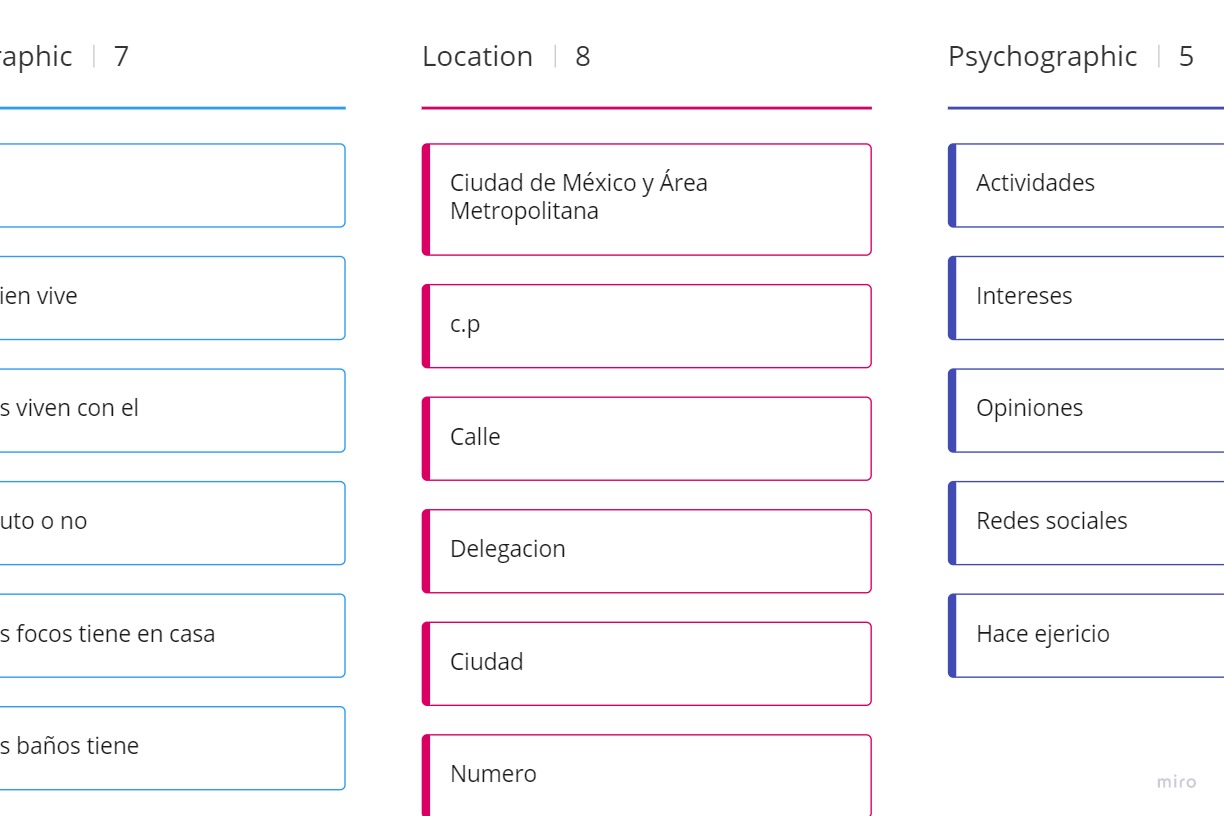 raphic | 7
ien vive
s viven con el
uto o no
s focos tiene en casa
s baños tiene
Location | 8
Ciudad de México y Área
Metropolitana
c.p
Calle
Delegacion
Ciudad
Numero
Psychographic | 5
Actividades
Intereses
Opiniones
Redes sociales
Hace ejericio
miro